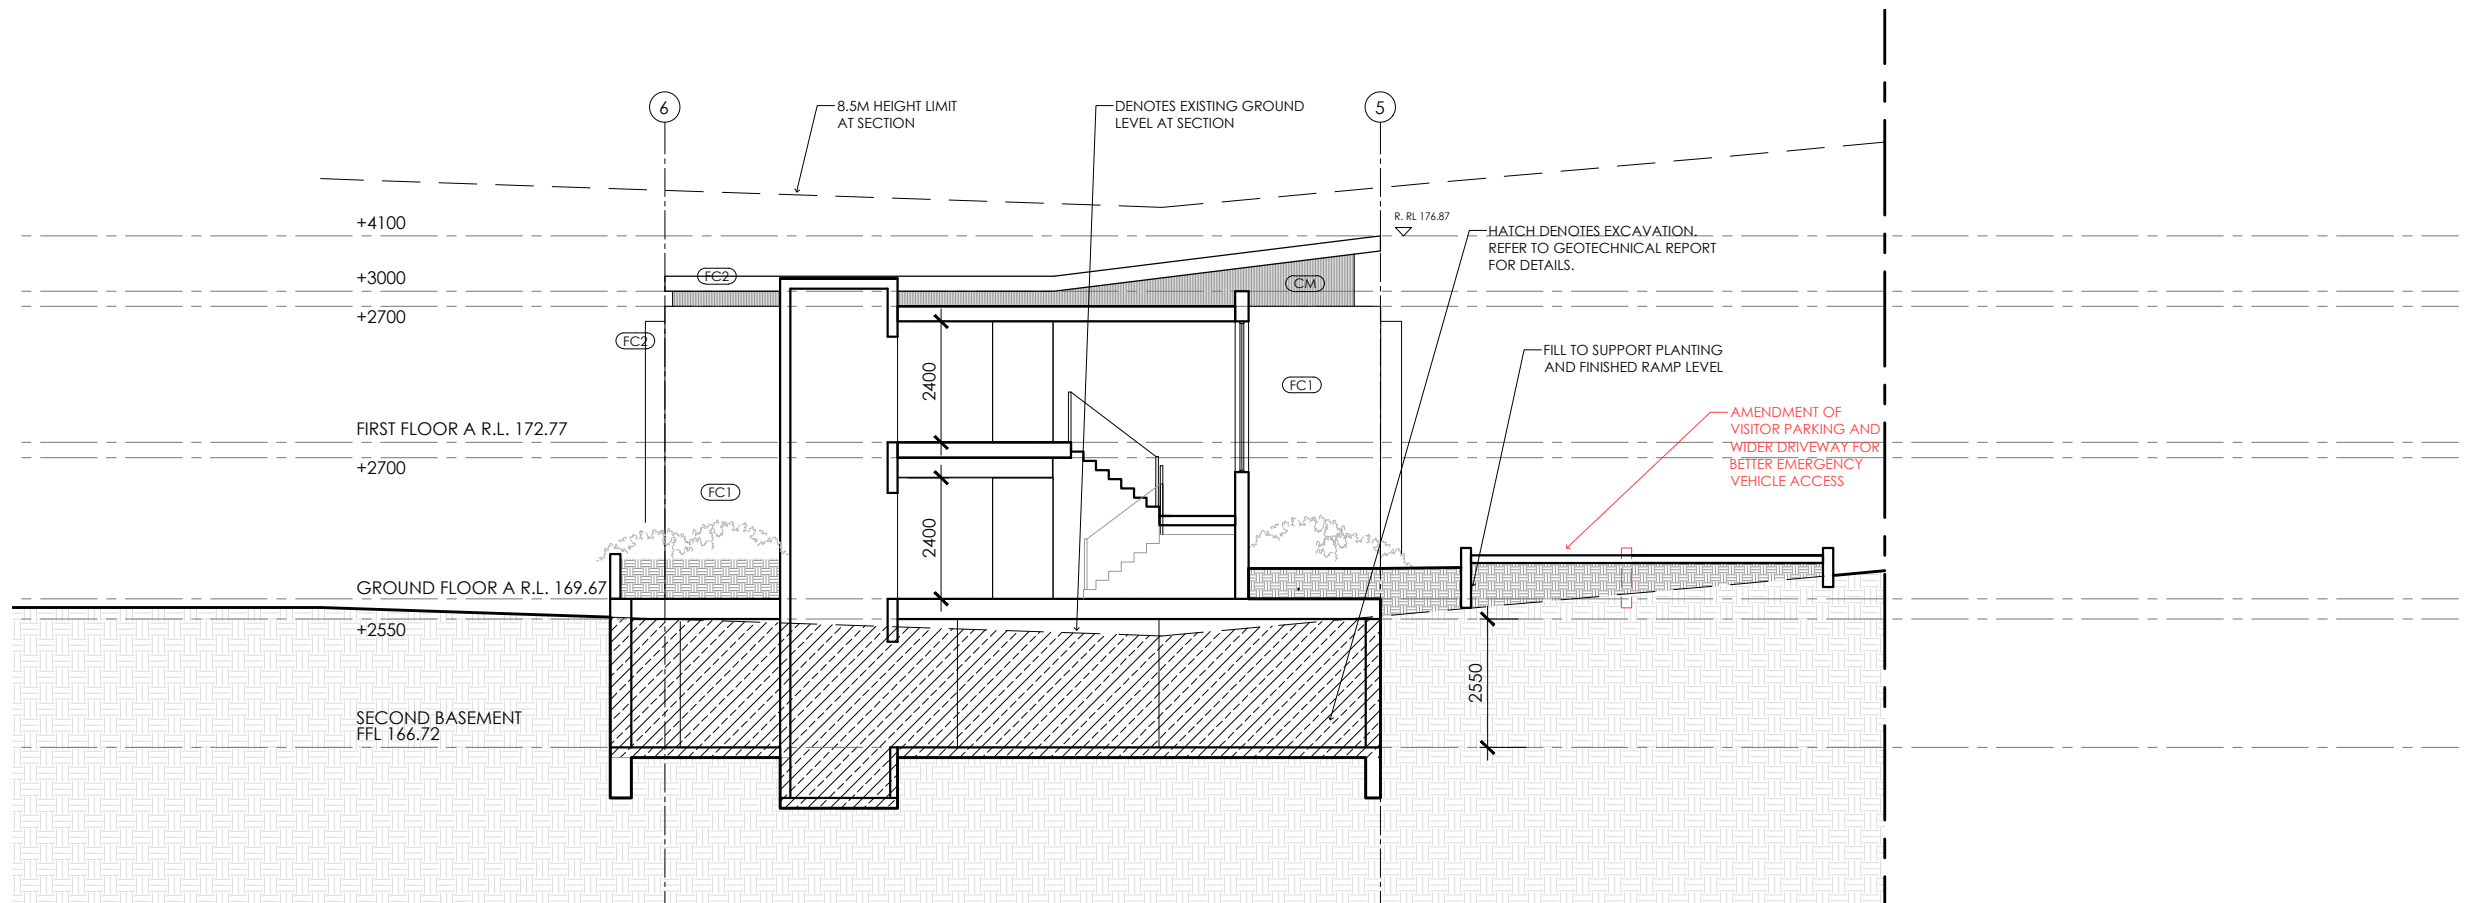 6
8.5M HEIGHT LIMIT
AT SECTION
DENOTES EXISTING GROUND
LEVEL AT SECTION
5
+4100
R. RL 176.87
HATCH DENOTES EXCAVATION.
REFER TO GEOTECHNICAL REPORT
FOR DETAILS.
+3000
FC2
CM
+2700
FC2
FILL TO SUPPORT PLANTING
AND FINISHED RAMP LEVEL
2400
FC1
AMENDMENT OF
VISITOR PARKING AND
WIDER DRIVEWAY FOR
BETTER EMERGENCY
VEHICLE ACCESS
FIRST FLOOR A R.L. 172.77
+2700
FC1
2400
GROUND FLOOR A R.L. 169.67
+2550
2550
SECOND BASEMENT
FFL 166.72